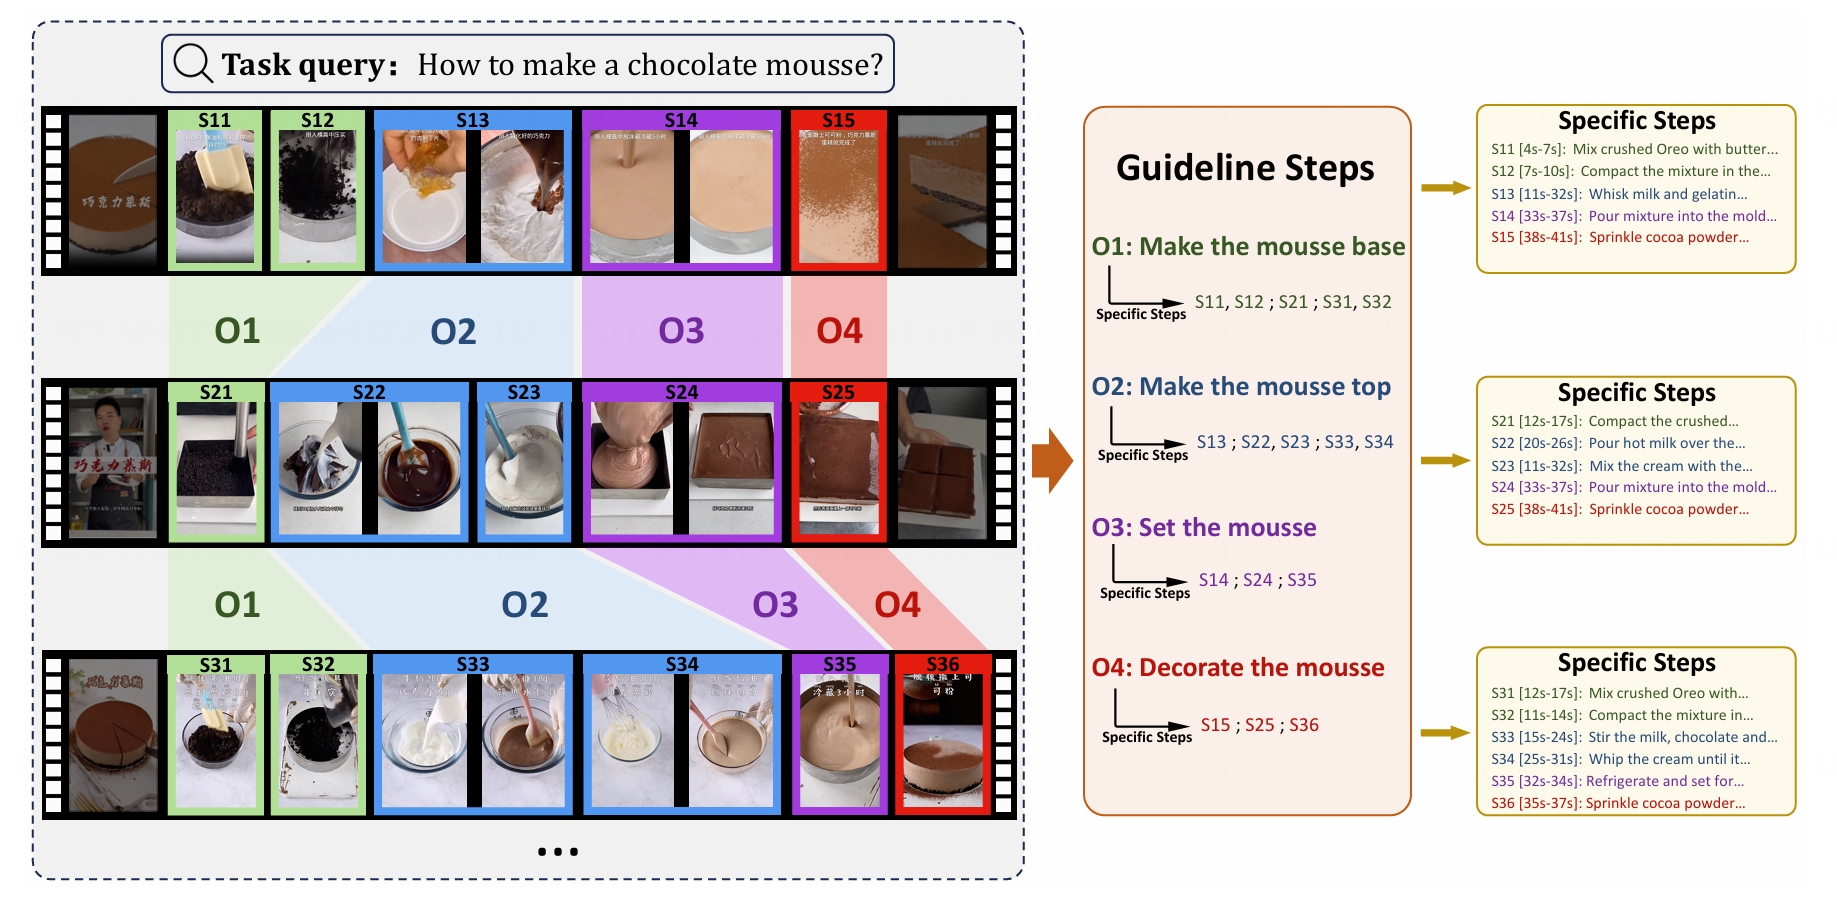 Task query: How to make a chocolate mousse?
S11 S12 S13 S14 S15
巧克力慕斯
O1 O2 O3 O4
S21 S22 S23 S24 S25
巧克力慕斯
O1 O2 O3 O4
S31 S32 S33 S34 S35 S36
...
Guideline Steps
O1: Make the mousse base
Specific Steps
S11, S12 ; S21 ; S31, S32
O2: Make the mousse top
Specific Steps
S13 ; S22, S23 ; S33, S34
O3: Set the mousse
Specific Steps
S14 ; S24 ; S35
O4: Decorate the mousse
Specific Steps
S15 ; S25 ; S36
Specific Steps
S11 [4s-7s]: Mix crushed Oreo with butter...
S12 [7s-10s]: Compact the mixture in the...
S13 [11s-32s]: Whisk milk and gelatin...
S14 [33s-37s]: Pour mixture into the mold...
S15 [38s-41s]: Sprinkle cocoa powder...
Specific Steps
S21 [12s-17s]: Compact the crushed...
S22 [20s-26s]: Pour hot milk over the...
S23 [11s-32s]: Mix the cream with the...
S24 [33s-37s]: Pour mixture into the mold...
S25 [38s-41s]: Sprinkle cocoa powder...
Specific Steps
S31 [12s-17s]: Mix crushed Oreo with...
S32 [11s-14s]: Compact the mixture in...
S33 [15s-24s]: Stir the milk, chocolate and...
S34 [25s-31s]: Whip the cream until it...
S35 [32s-34s]: Refrigerate and set for...
S36 [35s-37s]: Sprinkle cocoa powder...